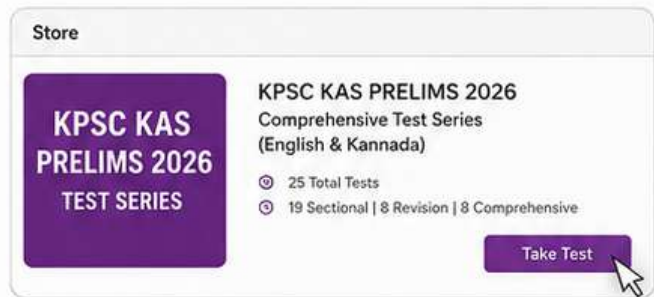 Store
KPSC KAS
PRELIMS 2026
TEST SERIES
KPSC KAS PRELIMS 2026
Comprehensive Test Series
(English & Kannada)
25 Total Tests
19 Sectional | 8 Revision | 8 Comprehensive
Take Test